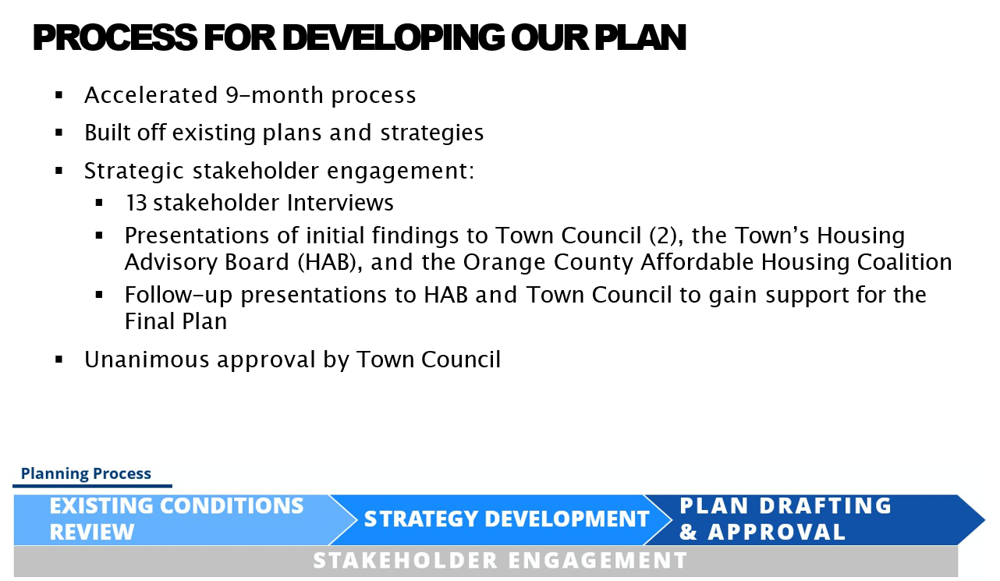 PROCESS FOR DEVELOPING OUR PLAN
▪ Accelerated 9–month process
▪ Built off existing plans and strategies
▪ Strategic stakeholder engagement:
▪ 13 stakeholder Interviews
▪ Presentations of initial findings to Town Council (2), the Town’s Housing
Advisory Board (HAB), and the Orange County Affordable Housing Coalition
▪ Follow–up presentations to HAB and Town Council to gain support for the
Final Plan
▪ Unanimous approval by Town Council
Planning Process
EXISTING CONDITIONS
REVIEW
STRATEGY DEVELOPMENT
PLAN DRAFTING
& APPROVAL
STAKEHOLDER ENGAGEMENT